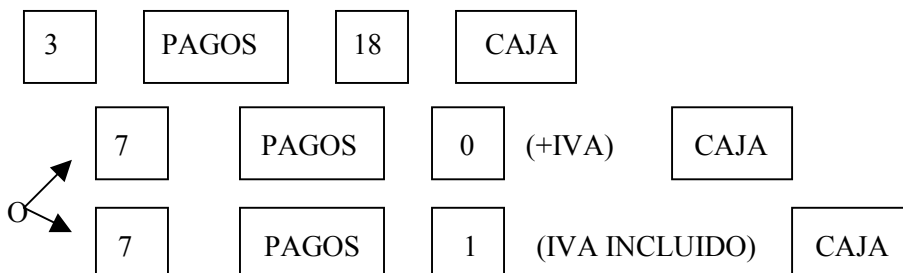 3 PAGOS 18 CAJA
7 PAGOS 0 (+IVA) CAJA
O
7 PAGOS 1 (IVA INCLUIDO) CAJA